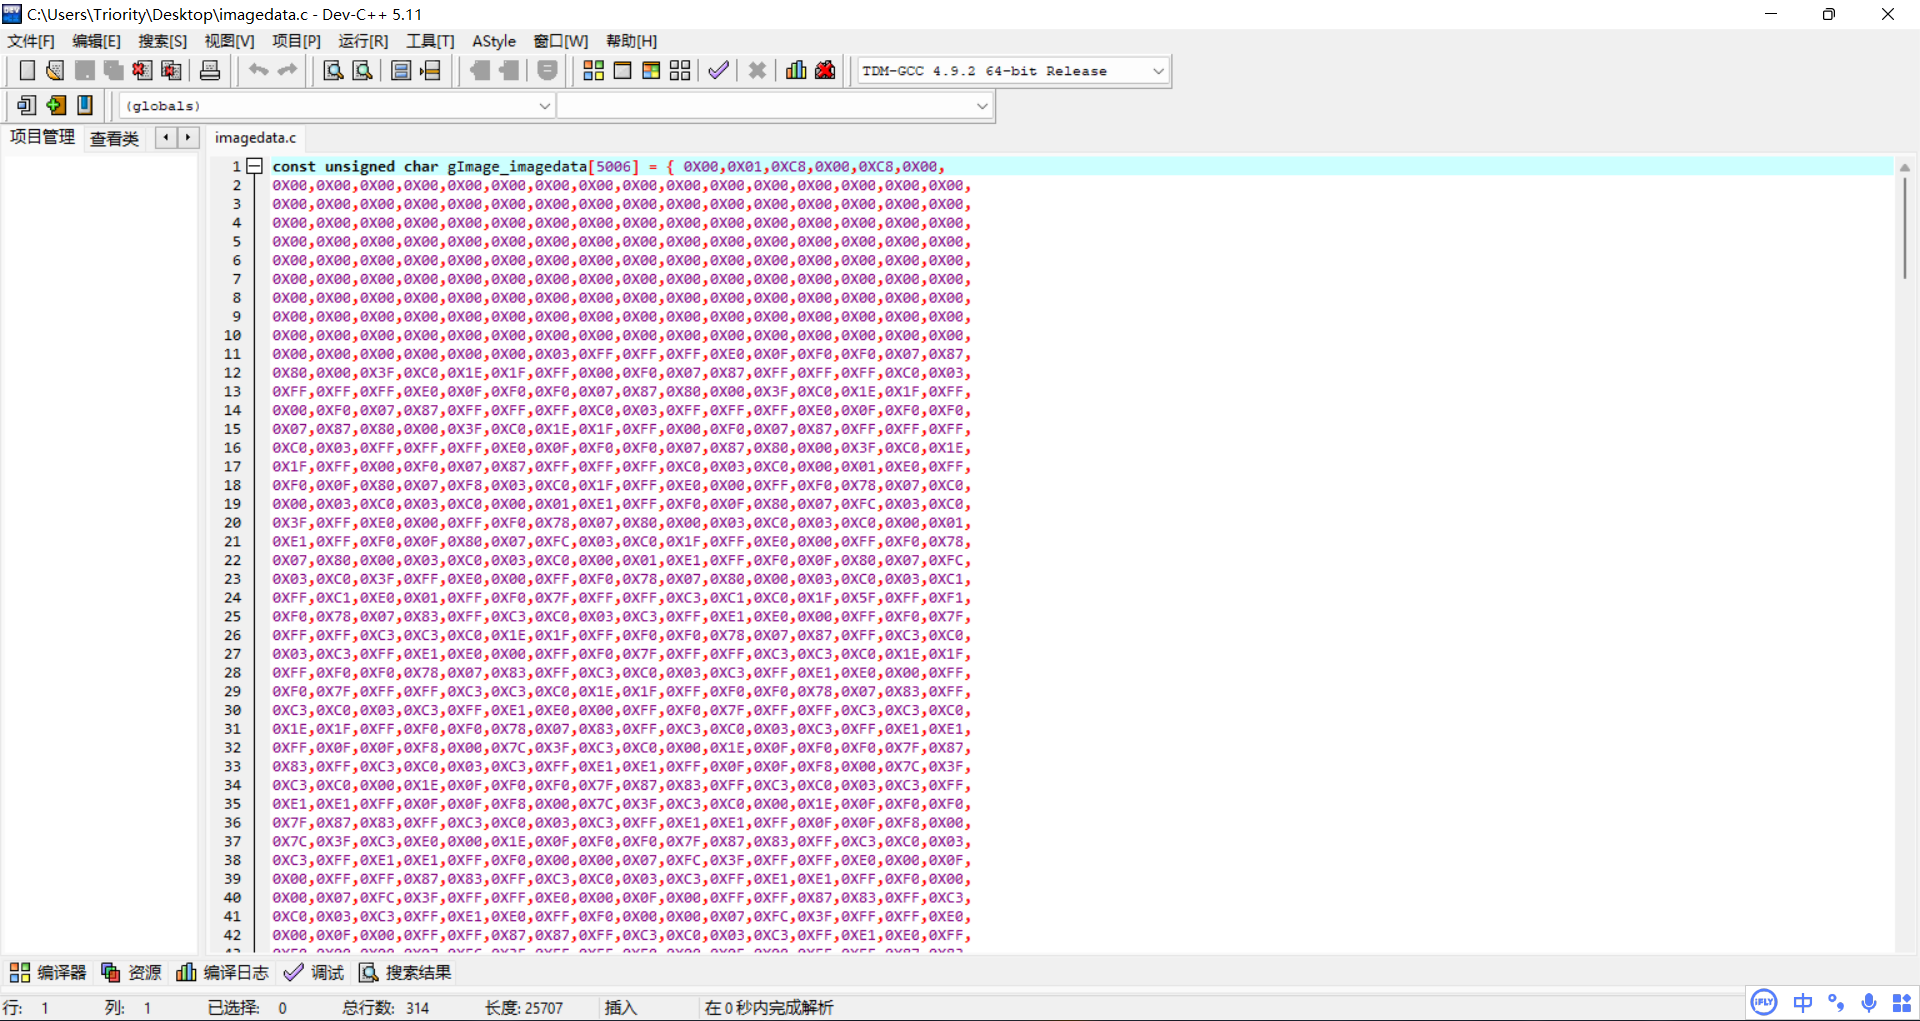 C:\Users\Triority\Desktop\imagedata.c - Dev-C++ 5.11
文件[F] 编辑[E] 搜索[S] 视图[V] 项目[P] 运行[R] 工具[T] AStyle 窗口[W] 帮助[H]
TDM-GCC 4.9.2 64-bit Release
(globals)
项目管理 查看类 imagedata.c
1 const unsigned char gImage_imagedata[5006] = { 0X00,0X01,0XC8,0X00,0XC8,0X00,
2 0X00,0X00,0X00,0X00,0X00,0X00,0X00,0X00,0X00,0X00,0X00,0X00,0X00,0X00,0X00,0X00,
3 0X00,0X00,0X00,0X00,0X00,0X00,0X00,0X00,0X00,0X00,0X00,0X00,0X00,0X00,0X00,0X00,
4 0X00,0X00,0X00,0X00,0X00,0X00,0X00,0X00,0X00,0X00,0X00,0X00,0X00,0X00,0X00,0X00,
5 0X00,0X00,0X00,0X00,0X00,0X00,0X00,0X00,0X00,0X00,0X00,0X00,0X00,0X00,0X00,0X00,
6 0X00,0X00,0X00,0X00,0X00,0X00,0X00,0X00,0X00,0X00,0X00,0X00,0X00,0X00,0X00,0X00,
7 0X00,0X00,0X00,0X00,0X00,0X00,0X00,0X00,0X00,0X00,0X00,0X00,0X00,0X00,0X00,0X00,
8 0X00,0X00,0X00,0X00,0X00,0X00,0X00,0X00,0X00,0X00,0X00,0X00,0X00,0X00,0X00,0X00,
9 0X00,0X00,0X00,0X00,0X00,0X00,0X00,0X00,0X00,0X00,0X00,0X00,0X00,0X00,0X00,0X00,
10 0X00,0X00,0X00,0X00,0X00,0X00,0X00,0X00,0X00,0X00,0X00,0X00,0X00,0X00,0X00,0X00,
11 0X00,0X00,0X00,0X00,0X00,0X00,0X03,0XFF,0XFF,0XFF,0XE0,0X0F,0XF0,0XF0,0X07,0X87,
12 0X80,0X00,0X3F,0XC0,0X1E,0X1F,0XFF,0X00,0XF0,0X07,0X87,0XFF,0XFF,0XFF,0XC0,0X03,
13 0XFF,0XFF,0XFF,0XE0,0X0F,0XF0,0XF0,0X07,0X87,0X80,0X00,0X3F,0XC0,0X1E,0X1F,0XFF,
14 0X00,0XF0,0X07,0X87,0XFF,0XFF,0XFF,0XC0,0X03,0XFF,0XFF,0XFF,0XE0,0X0F,0XF0,0XF0,
15 0X07,0X87,0X80,0X00,0X3F,0XC0,0X1E,0X1F,0XFF,0X00,0XF0,0X07,0X87,0XFF,0XFF,0XFF,
16 0XC0,0X03,0XFF,0XFF,0XFF,0XE0,0X0F,0XF0,0XF0,0X07,0X87,0X80,0X00,0X3F,0XC0,0X1E,
17 0X1F,0XFF,0X00,0XF0,0X07,0X87,0XFF,0XFF,0XFF,0XC0,0X03,0XC0,0X00,0X01,0XE0,0XFF,
18 0XF0,0X0F,0X80,0X07,0XF8,0X03,0XC0,0X1F,0XFF,0XE0,0X00,0XFF,0XF0,0X78,0X07,0XC0,
19 0X00,0X03,0XC0,0X03,0XC0,0X00,0X01,0XE1,0XFF,0XF0,0X0F,0X80,0X07,0XFC,0X03,0XC0,
20 0X3F,0XFF,0XE0,0X00,0XFF,0XF0,0X78,0X07,0X80,0X00,0X03,0XC0,0X03,0XC0,0X00,0X01,
21 0XE1,0XFF,0XF0,0X0F,0X80,0X07,0XFC,0X03,0XC0,0X1F,0XFF,0XE0,0X00,0XFF,0XF0,0X78,
22 0X07,0X80,0X00,0X03,0XC0,0X03,0XC0,0X00,0X01,0XE1,0XFF,0XF0,0X0F,0X80,0X07,0XFC,
23 0X03,0XC0,0X3F,0XFF,0XE0,0X00,0XFF,0XF0,0X78,0X07,0X80,0X00,0X03,0XC0,0X03,0XC1,
24 0XFF,0XC1,0XE0,0X01,0XFF,0XF0,0X7F,0XFF,0XFF,0XC3,0XC1,0XC0,0X1F,0X5F,0XFF,0XF1,
25 0XF0,0X78,0X07,0X83,0XFF,0XC3,0XC0,0X03,0XC3,0XFF,0XE1,0XE0,0X00,0XFF,0XF0,0X7F,
26 0XFF,0XFF,0XC3,0XC3,0XC0,0X1E,0X1F,0XFF,0XF0,0XF0,0X78,0X07,0X87,0XFF,0XC3,0XC0,
27 0X03,0XC3,0XFF,0XE1,0XE0,0X00,0XFF,0XF0,0X7F,0XFF,0XFF,0XC3,0XC3,0XC0,0X1E,0X1F,
28 0XFF,0XF0,0XF0,0X78,0X07,0X83,0XFF,0XC3,0XC0,0X03,0XC3,0XFF,0XE1,0XE0,0X00,0XFF,
29 0XF0,0X7F,0XFF,0XFF,0XC3,0XC3,0XC0,0X1E,0X1F,0XFF,0XF0,0XF0,0X78,0X07,0X83,0XFF,
30 0XC3,0XC0,0X03,0XC3,0XFF,0XE1,0XE0,0X00,0XFF,0XF0,0X7F,0XFF,0XFF,0XC3,0XC3,0XC0,
31 0X1E,0X1F,0XFF,0XF0,0XF0,0X78,0X07,0X83,0XFF,0XC3,0XC0,0X03,0XC3,0XFF,0XE1,0XE1,
32 0XFF,0X0F,0X0F,0XF8,0X00,0X7C,0X3F,0XC3,0XC0,0X00,0X1E,0X0F,0XF0,0XF0,0X7F,0X87,
33 0X83,0XFF,0XC3,0XC0,0X03,0XC3,0XFF,0XE1,0XE1,0XFF,0X0F,0X0F,0XF8,0X00,0X7C,0X3F,
34 0XC3,0XC0,0X00,0X1E,0X0F,0XF0,0XF0,0X7F,0X87,0X83,0XFF,0XC3,0XC0,0X03,0XC3,0XFF,
35 0XE1,0XE1,0XFF,0X0F,0X0F,0XF8,0X00,0X7C,0X3F,0XC3,0XC0,0X00,0X1E,0X0F,0XF0,0XF0,
36 0X7F,0X87,0X83,0XFF,0XC3,0XC0,0X03,0XC3,0XFF,0XE1,0XE1,0XFF,0X0F,0X0F,0XF8,0X00,
37 0X7C,0X3F,0XC3,0XE0,0X00,0X1E,0X0F,0XF0,0XF0,0X7F,0X87,0X83,0XFF,0XC3,0XC0,0X03,
38 0XC3,0XFF,0XE1,0XE1,0XFF,0XF0,0X00,0X00,0X07,0XFC,0X3F,0XFF,0XFF,0XE0,0X00,0X0F,
39 0X00,0XFF,0XFF,0X87,0X83,0XFF,0XC3,0XC0,0X03,0XC3,0XFF,0XE1,0XE1,0XFF,0XF0,0X00,
40 0X00,0X07,0XFC,0X3F,0XFF,0XFF,0XE0,0X00,0X0F,0X00,0XFF,0XFF,0X87,0X83,0XFF,0XC3,
41 0XC0,0X03,0XC3,0XFF,0XE1,0XE0,0XFF,0XF0,0X00,0X00,0X07,0XFC,0X3F,0XFF,0XFF,0XE0,
42 0X00,0X0F,0X00,0XFF,0XFF,0X87,0X87,0XFF,0XC3,0XC0,0X03,0XC3,0XFF,0XE1,0XE0,0XFF,
编译器 资源 编译日志 调试 搜索结果
行: 1 列: 1 已选择: 0 总行数: 314 长度: 25707 插入 在 0 秒内完成解析
iFLY 中